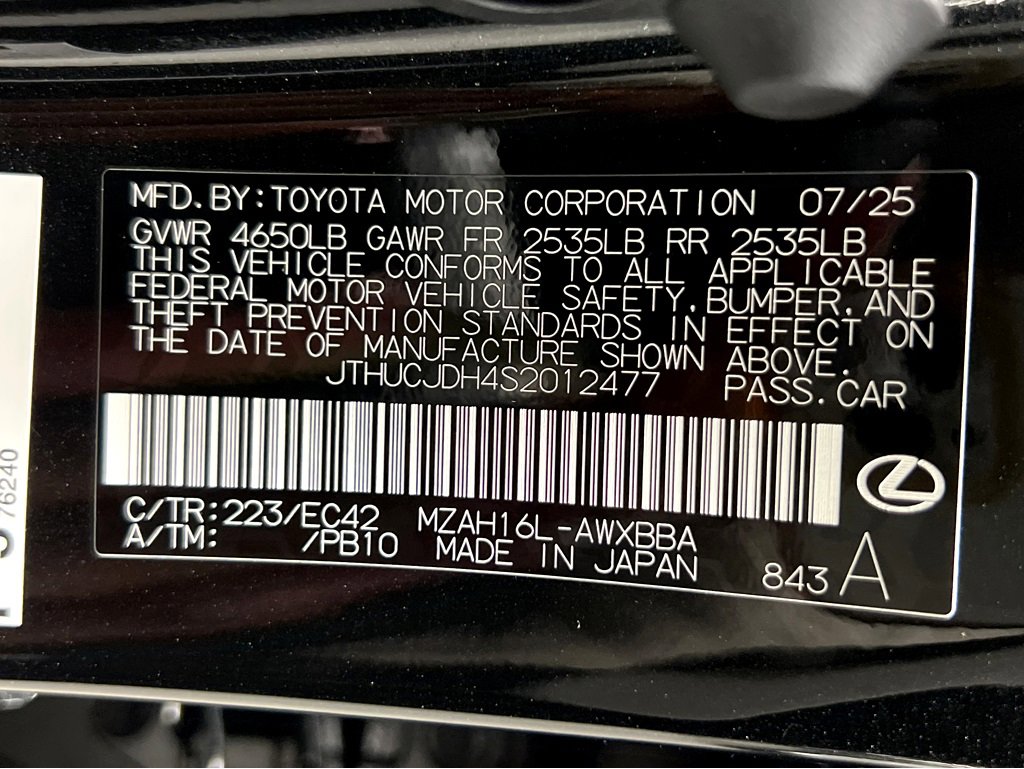 MFD.BY:TOYOTA MOTOR CORPORATION 07/25
GVWR 4650LB GAWR FR 2535LB RR 2535LB
THIS VEHICLE CONFORMS TO ALL APPLICABLE
FEDERAL MOTOR VEHICLE SAFETY,BUMPER,AND
THEFT PREVENTION STANDARDS IN EFFECT ON
THE DATE OF MANUFACTURE SHOWN ABOVE.
JTHUCJDH4S2012477 PASS.CAR
C/TR:223/EC42 MZAH16L-AWXBBA
A/TM: /PB10 MADE IN JAPAN
843 A
76240